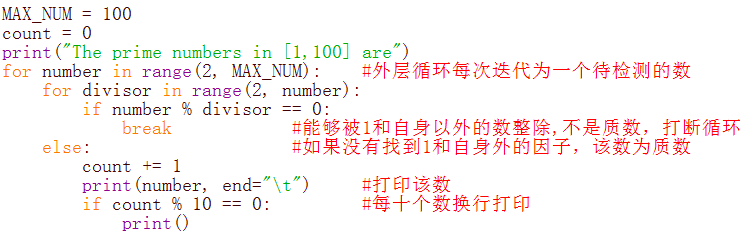 MAX_NUM = 100
count = 0
print("The prime numbers in [1,100] are")
for number in range(2, MAX_NUM):    #外层循环每次迭代为一个待检测的数
    for divisor in range(2, number):
        if number % divisor == 0:
            break            #能够被1和自身以外的数整除,不是质数，打断循环
    else:                    #如果没有找到1和自身外的因子，该数为质数
        count += 1
        print(number, end="\t")     #打印该数
        if count % 10 == 0:         #每十个数换行打印
            print()